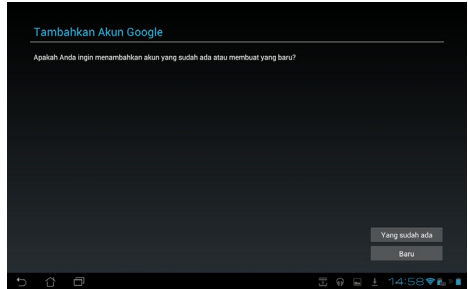 Tambahkan Akun Google
Apakah Anda ingin menambahkan akun yang sudah ada atau membuat yang baru?
Yang sudah ada
Baru
14:58